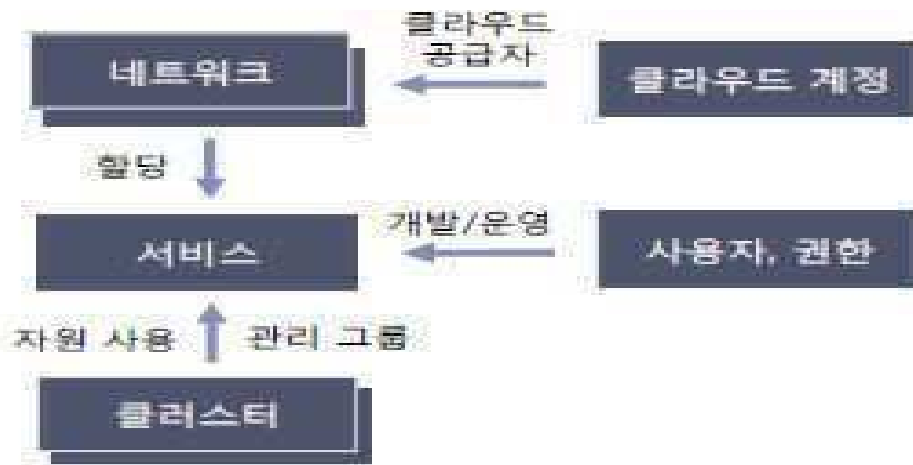 클라우드
공급자
네트워크
클라우드 계정
할당
개발/운영
서비스
사용자, 권한
자원 사용
관리 그룹
클러스터